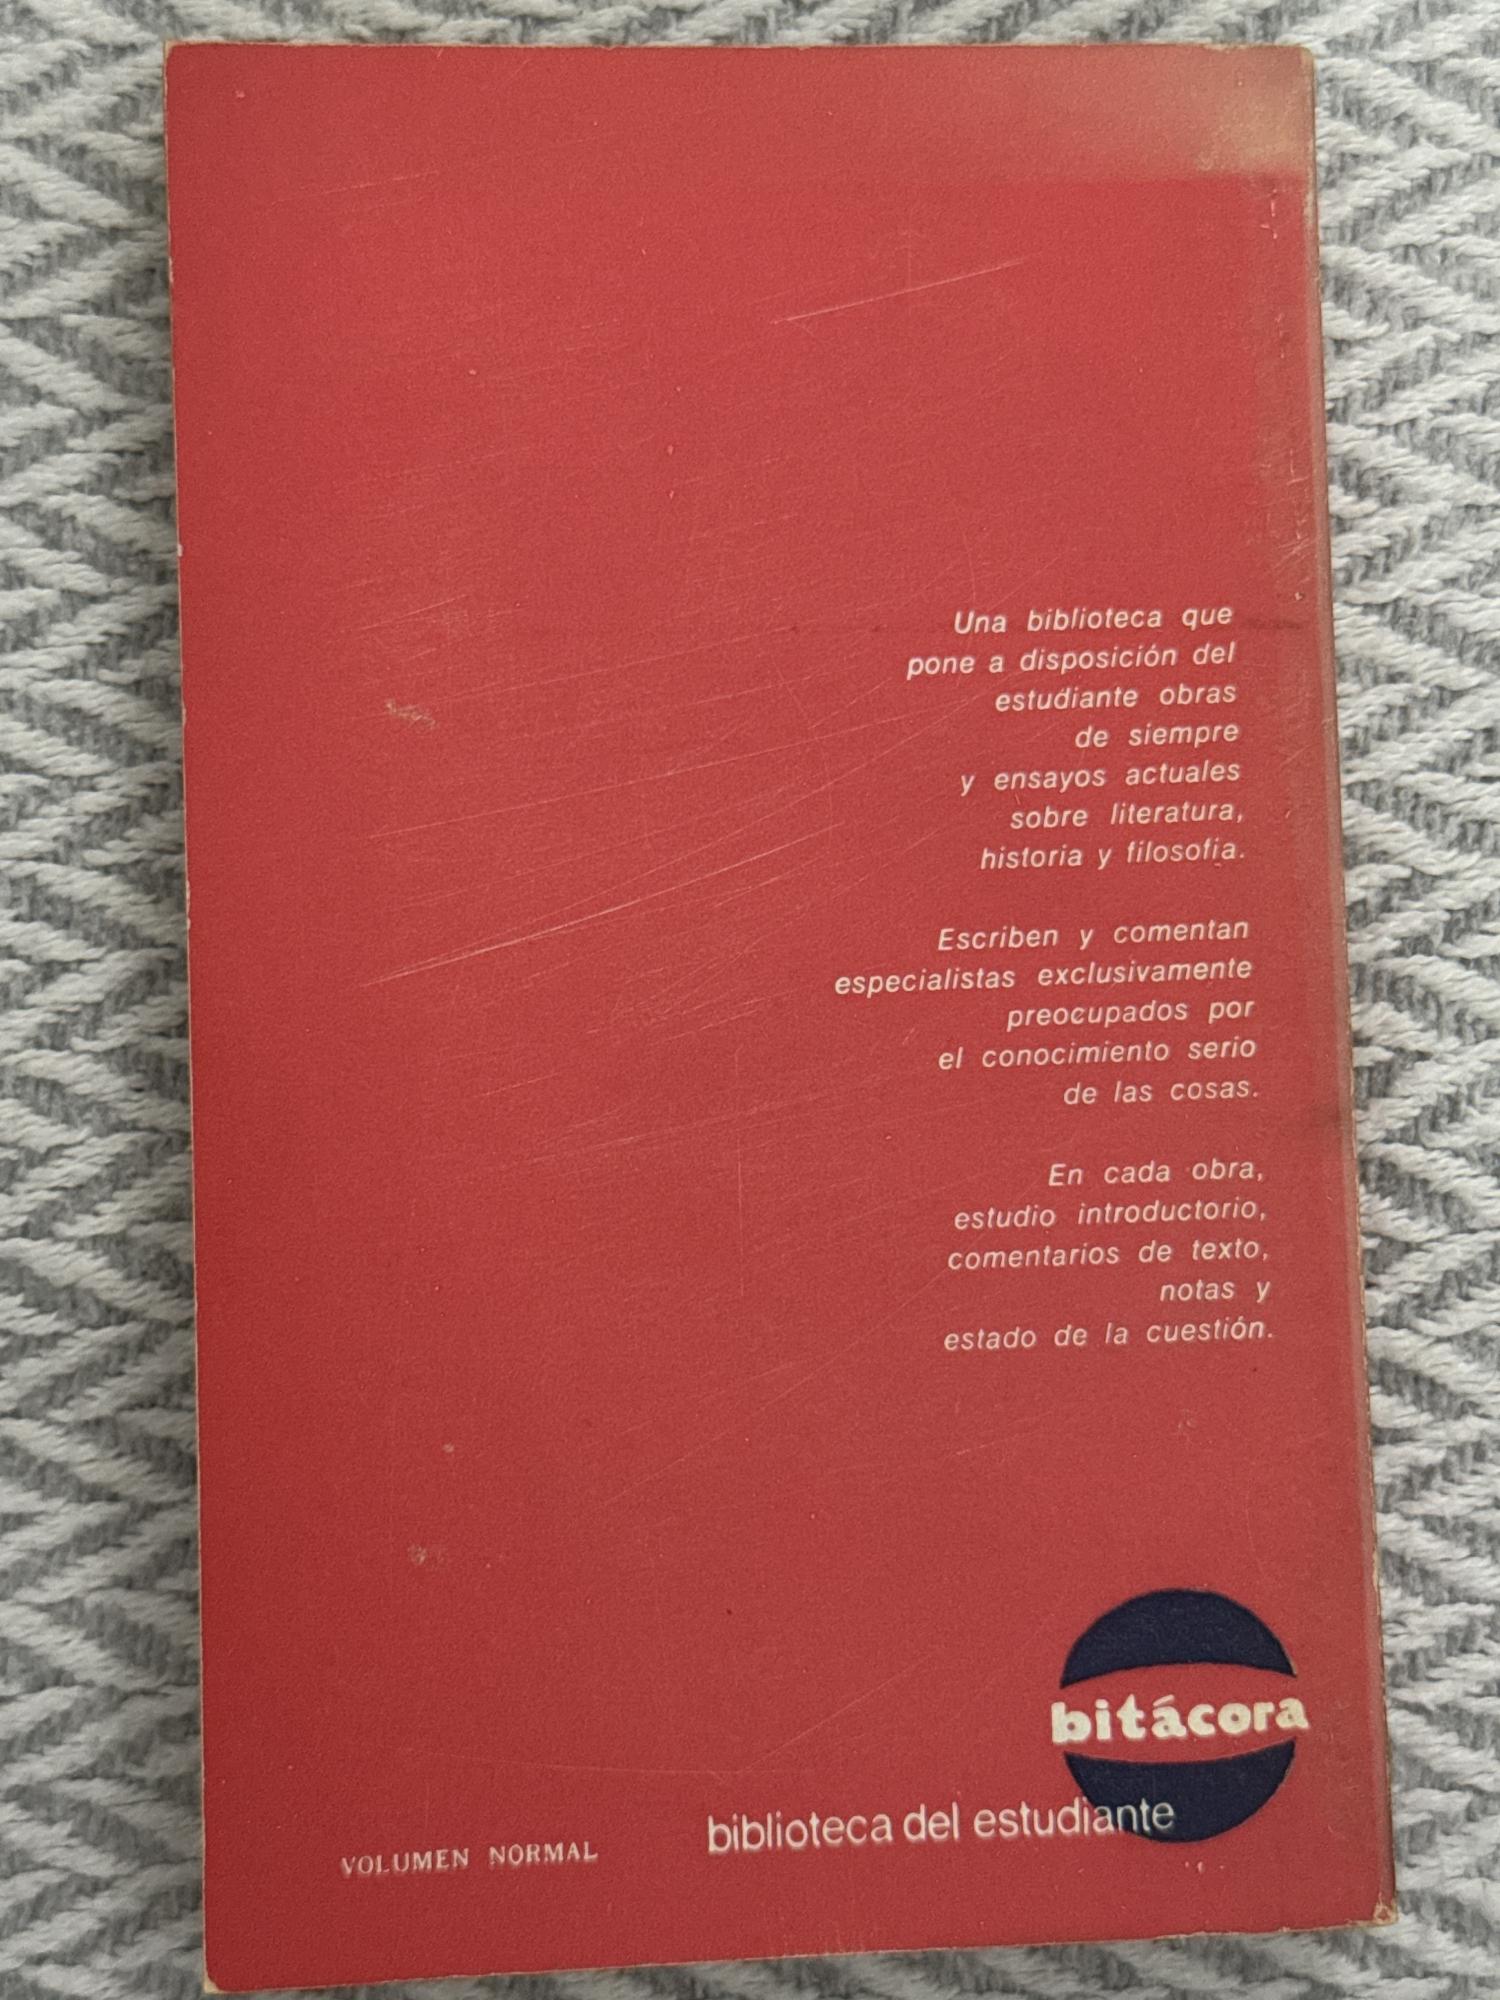 Una biblioteca que
pone a disposición del
estudiante obras
de siempre
y ensayos actuales
sobre literatura,
historia y filosofia.
Escriben y comentan
especialistas exclusivamente
preocupados por
el conocimiento serio
de las cosas.
En cada obra,
estudio introductorio,
comentarios de texto,
notas y
estado de la cuestión.
bitácora
biblioteca del estudiante
VOLUMEN NORMAL